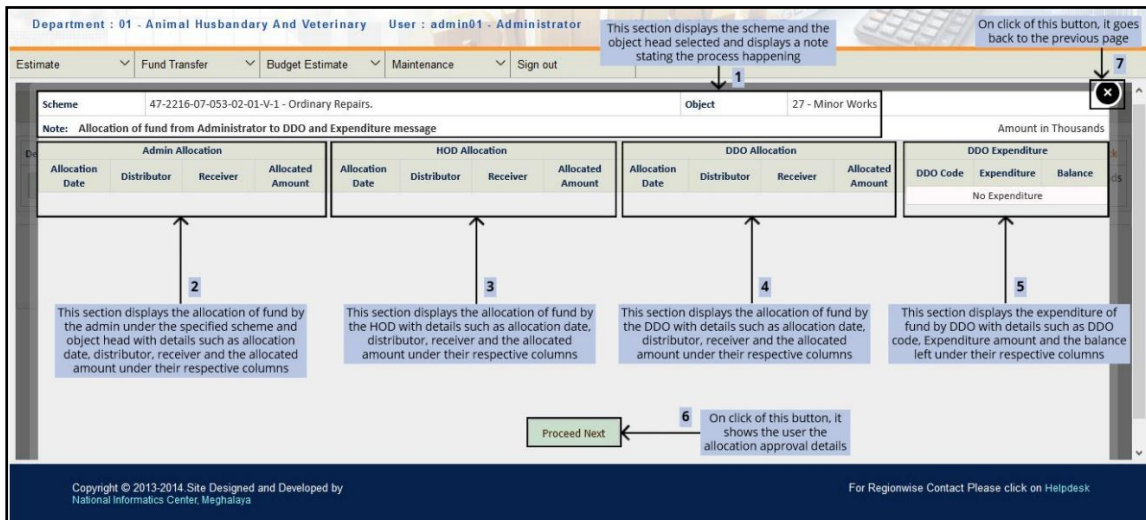 Department : 01 - Animal Husbandary And Veterinary User : admin01 - Administrator
This section displays the scheme and the
object head selected and displays a note
stating the process happening
1
On click of this button, it goes
back to the previous page
7
Estimate Fund Transfer Budget Estimate Maintenance Sign out
Scheme 47-2216-07-053-02-01-V-1 - Ordinary Repairs. Object 27 - Minor Works
Note: Allocation of fund from Administrator to DDO and Expenditure message Amount in Thousands
Admin Allocation HOD Allocation DDO Allocation DDO Expenditure
Allocation Date Distributor Receiver Allocated Amount Allocation Date Distributor Receiver Allocated Amount Allocation Date Distributor Receiver Allocated Amount DDO Code Expenditure Balance
No Expenditure
2
This section displays the allocation of fund by
the admin under the specified scheme and
object head with details such as allocation
date, distributor, receiver and the allocated
amount under their respective columns
3
This section displays the allocation of fund by
the HOD with details such as allocation date,
distributor, receiver and the allocated
amount under their respective columns
4
This section displays the allocation of fund by
the DDO with details such as allocation date,
distributor, receiver and the allocated
amount under their respective columns
5
This section displays the expenditure of
fund by DDO with details such as DDO
code, Expenditure amount and the balance
left under their respective columns
Proceed Next
6
On click of this button, it
shows the user the
allocation approval details
Copyright © 2013-2014.Site Designed and Developed by
National Informatics Center, Meghalaya
For Regionwise Contact Please click on Helpdesk